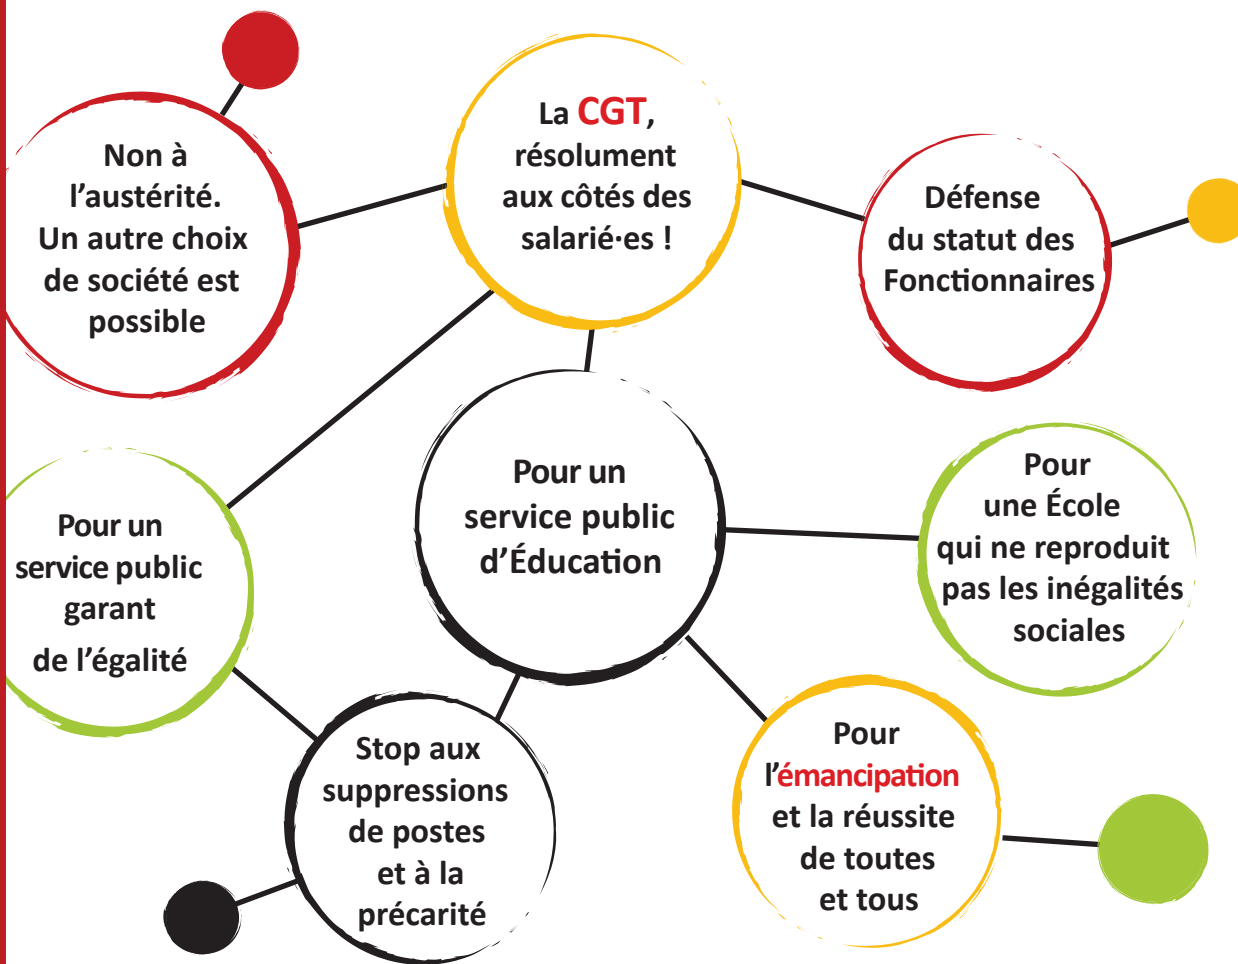 Non à
l’austérité.
Un autre choix
de société est
possible
La CGT,
résolument
aux côtés des
salarié·es !
Défense
du statut des
Fonctionnaires
Pour un
service public
garant
de l’égalité
Pour un
service public
d’Éducation
Pour
une École
qui ne reproduit
pas les inégalités
sociales
Stop aux
suppressions
de postes
et à la
précarité
Pour
l’émancipation
et la réussite
de toutes
et tous